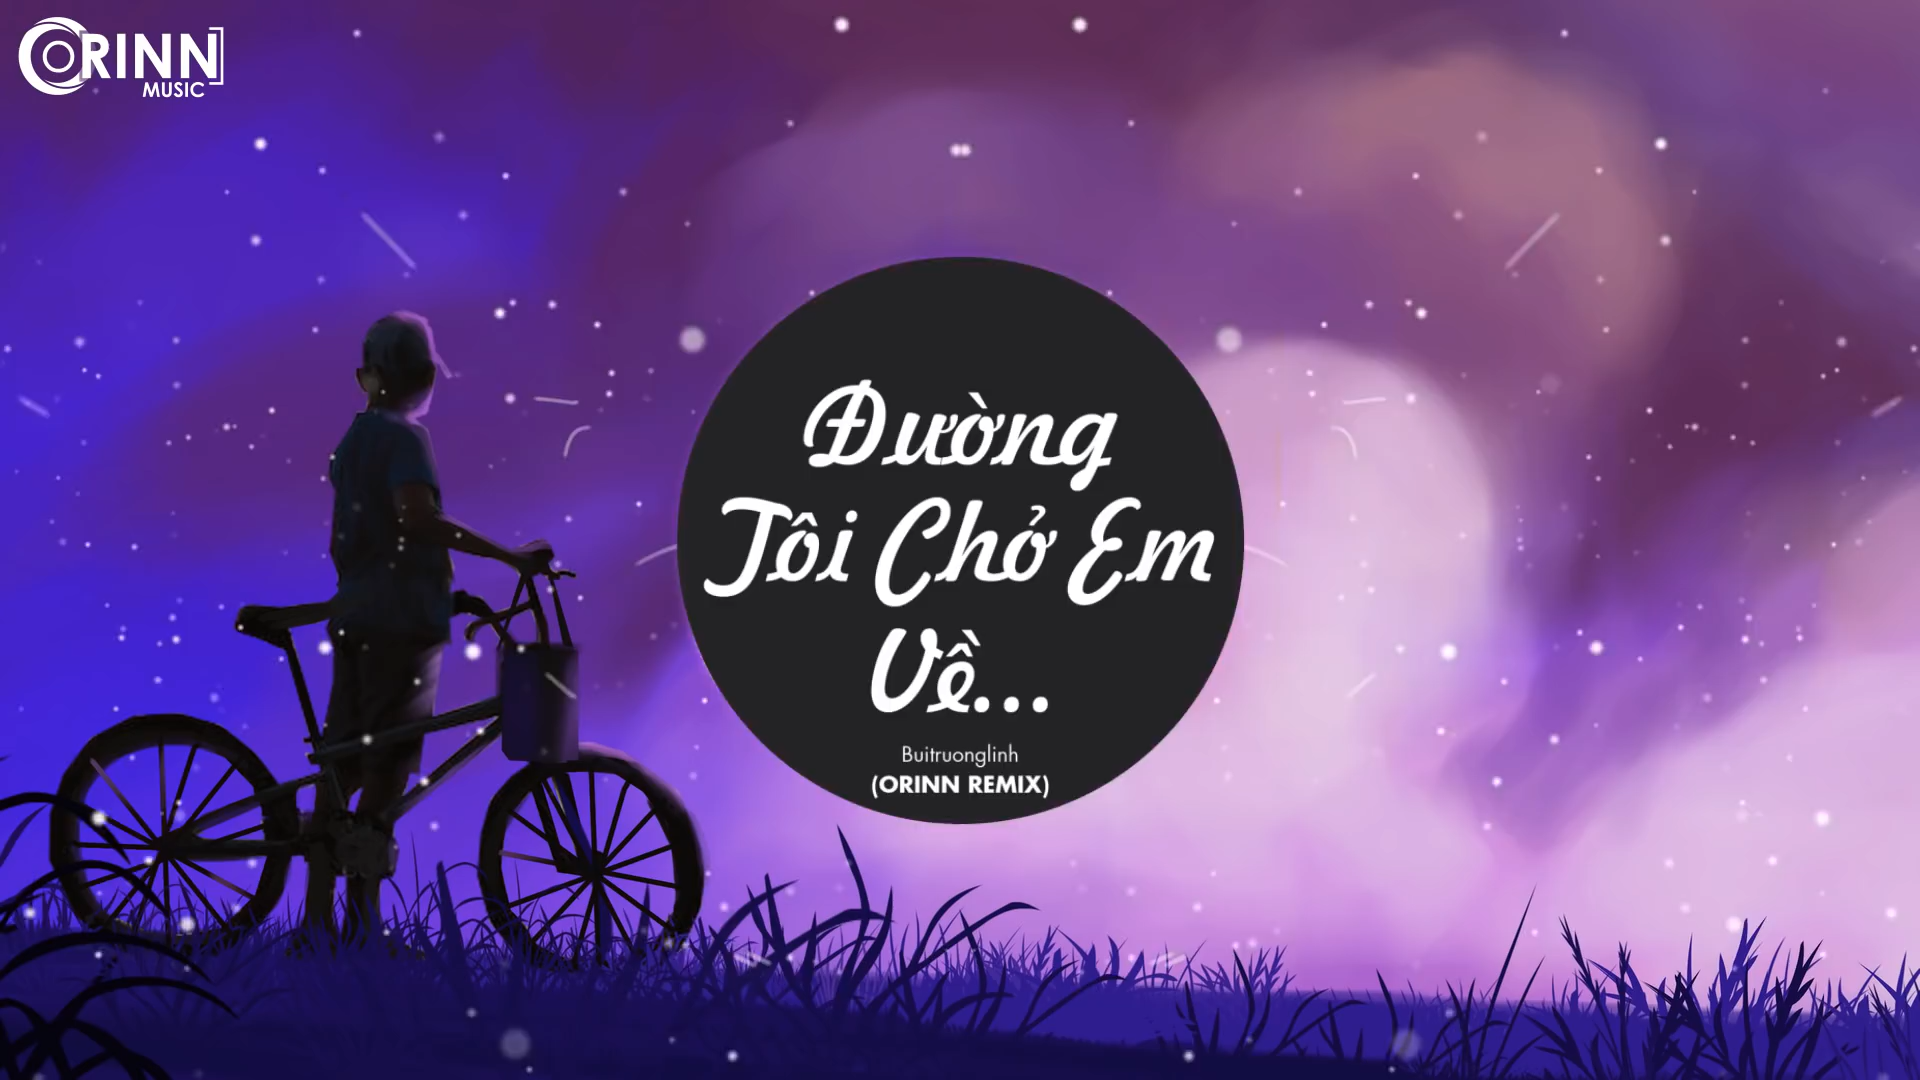 ORINN
MUSIC
Đường
Tôi Chở Em
Về...
Buitruonglinh
(ORINN REMIX)